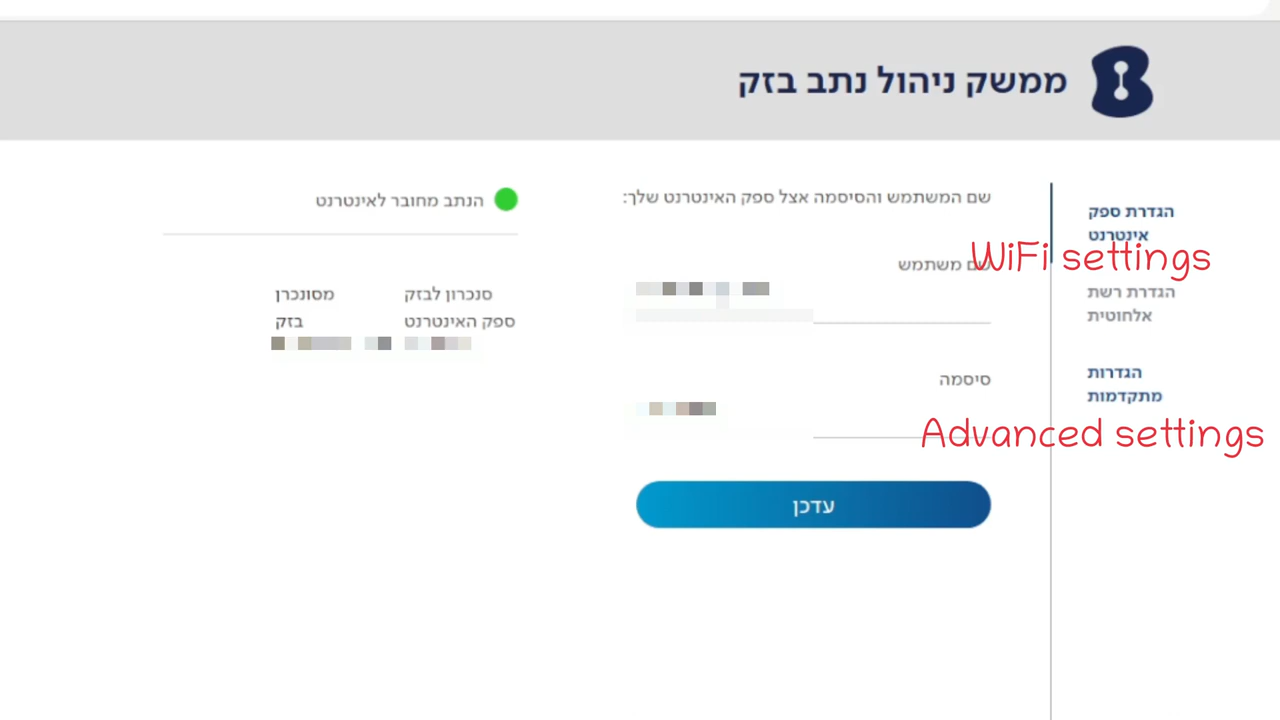 ממשק ניהול נתב בזק
הגדרת ספק
אינטרנט
WiFi settings
הגדרת רשת
אלחוטית
הגדרות
מתקדמות
Advanced settings
שם המשתמש והסיסמה אצל ספק האינטרנט שלך:
שם משתמש
סיסמה
עדכן
הנתב מחובר לאינטרנט
סנכרון לבזק מסונכרן
ספק האינטרנט בזק